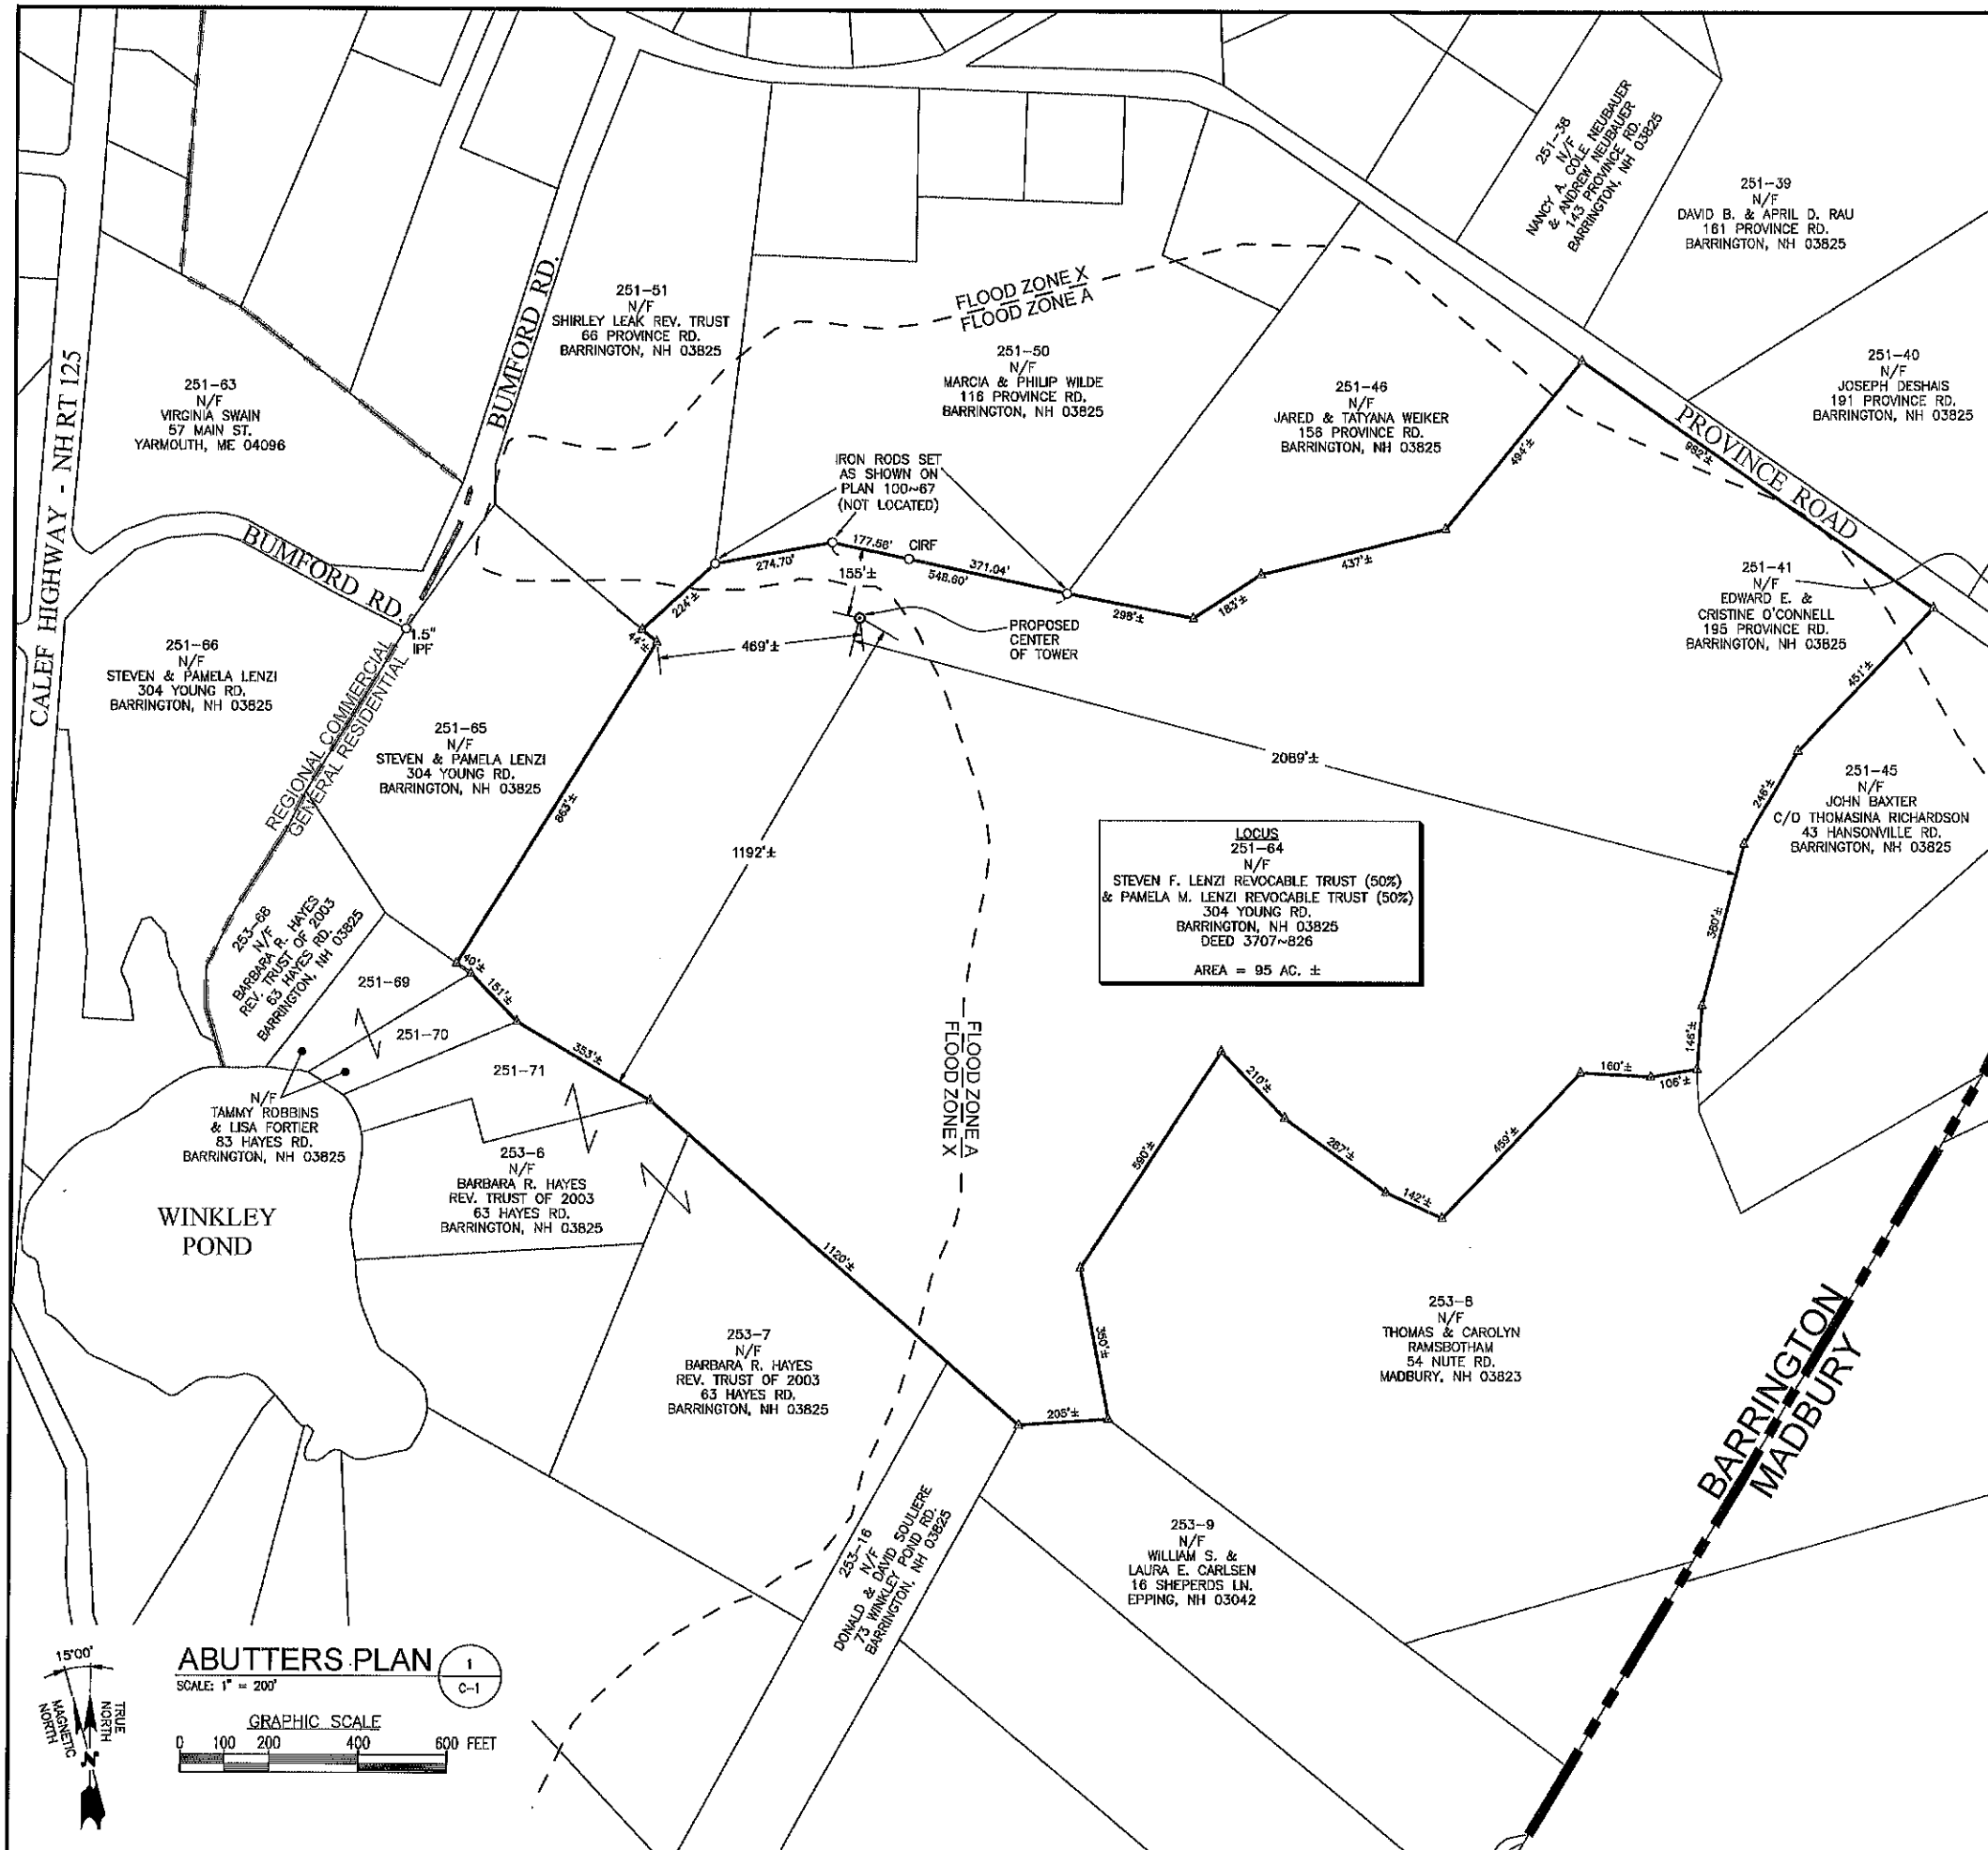 251-38
N/F
NANCY A. COLE NEUBAUER
& ANDREW NEUBAUER
143 PROVINCE RD.
BARRINGTON, NH 03825
251-39
N/F
DAVID B. & APRIL D. RAU
161 PROVINCE RD.
BARRINGTON, NH 03825
251-51
N/F
SHIRLEY LEAK REV. TRUST
66 PROVINCE RD.
BARRINGTON, NH 03825
BUMFORD RD.
FLOOD ZONE X
FLOOD ZONE A
251-50
N/F
MARCIA & PHILIP WILDE
116 PROVINCE RD.
BARRINGTON, NH 03825
251-46
N/F
JARED & TATYANA WEIKER
158 PROVINCE RD.
BARRINGTON, NH 03825
251-40
N/F
JOSEPH DESHAIS
191 PROVINCE RD.
BARRINGTON, NH 03825
251-63
N/F
VIRGINIA SWAIN
57 MAIN ST.
YARMOUTH, ME 04096
CALEF HIGHWAY - NH RT 125
PROVINCE ROAD
982'±
494'±
IRON RODS SET
AS SHOWN ON
PLAN 100~67
(NOT LOCATED)
BUMFORD RD.
177.56'
CIRF
274.70'
155'±
371.04'
548.60'
437'±
183'±
298'±
224'±
44'±
469'±
PROPOSED
CENTER
OF TOWER
251-41
N/F
EDWARD E. &
CRISTINE O'CONNELL
195 PROVINCE RD.
BARRINGTON, NH 03825
1.5"
IPF
251-66
N/F
STEVEN & PAMELA LENZI
304 YOUNG RD.
BARRINGTON, NH 03825
REGIONAL COMMERCIAL
GENERAL RESIDENTIAL
251-65
N/F
STEVEN & PAMELA LENZI
304 YOUNG RD.
BARRINGTON, NH 03825
863'±
1192'±
2089'±
451'±
246'±
251-45
N/F
JOHN BAXTER
C/O THOMASINA RICHARDSON
43 HANSONVILLE RD.
BARRINGTON, NH 03825
LOCUS
251-64
N/F
STEVEN F. LENZI REVOCABLE TRUST (50%)
& PAMELA M. LENZI REVOCABLE TRUST (50%)
304 YOUNG RD.
BARRINGTON, NH 03825
DEED 3707~826
AREA = 95 AC. ±
380'±
146'±
253-68
N/F
BARBARA R. HAYES
REV. TRUST OF 2003
63 HAYES RD.
BARRINGTON, NH 03825
40'±
251-69
151'±
251-70
353'±
251-71
FLOOD ZONE A
FLOOD ZONE X
210'±
160'±
106'±
N/F
TAMMY ROBBINS
& LISA FORTIER
83 HAYES RD.
BARRINGTON, NH 03825
253-6
N/F
BARBARA R. HAYES
REV. TRUST OF 2003
63 HAYES RD.
BARRINGTON, NH 03825
590'±
287'±
142'±
459'±
WINKLEY
POND
1120'±
350'±
253-7
N/F
BARBARA R. HAYES
REV. TRUST OF 2003
63 HAYES RD.
BARRINGTON, NH 03825
253-8
N/F
THOMAS & CAROLYN
RAMSBOTHAM
54 NUTE RD.
MADBURY, NH 03823
205'±
BARRINGTON
MADBURY
253-16
N/F
DONALD & DAVID SOULIERE
73 WINKLEY POND RD.
BARRINGTON, NH 03825
253-9
N/F
WILLIAM S. &
LAURA E. CARLSEN
16 SHEPERDS LN.
EPPING, NH 03042
15°00'
TRUE
NORTH
MAGNETIC
NORTH
N
ABUTTERS PLAN
1
C-1
SCALE: 1" = 200'
GRAPHIC SCALE
0 100 200 400 600 FEET